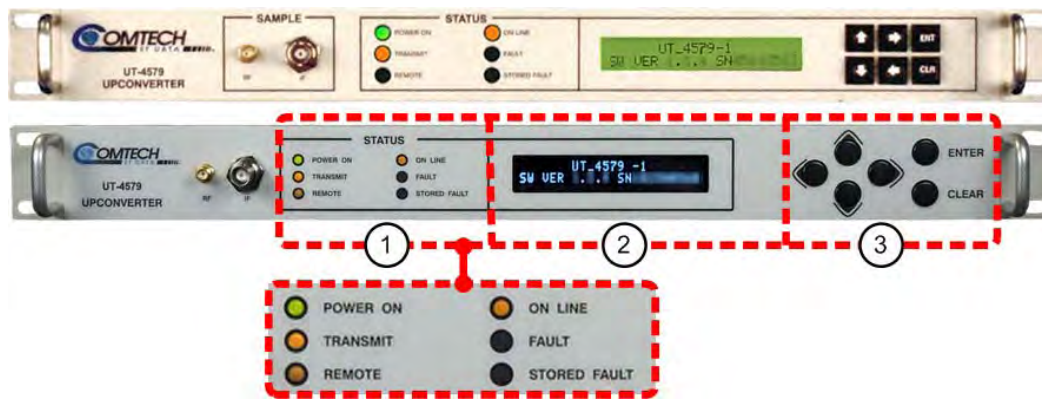 SAMPLE
STATUS
COMTECH
EF DATA
UT-4579
UPCONVERTER
RF
IF
POWER ON
ON LINE
TRANSMIT
FAULT
REMOTE
STORED FAULT
UT_4579-1
SW VER . . SN
ENT
CLR
STATUS
COMTECH
EF DATA
UT-4579
UPCONVERTER
RF
IF
POWER ON
ON LINE
TRANSMIT
FAULT
REMOTE
STORED FAULT
UT_4579 -1
SW VER . . SN
ENTER
CLEAR
1
2
3
POWER ON
ON LINE
TRANSMIT
FAULT
REMOTE
STORED FAULT